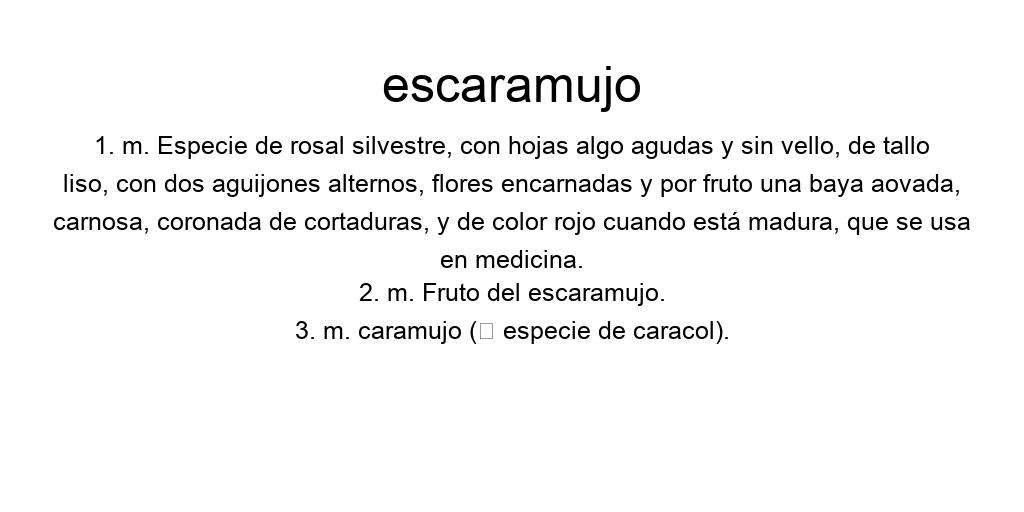 escaramujo
1. m. Especie de rosal silvestre, con hojas algo agudas y sin vello, de tallo
liso, con dos aguijones alternos, flores encarnadas y por fruto una baya aovada,
carnosa, coronada de cortaduras, y de color rojo cuando está madura, que se usa
en medicina.
2. m. Fruto del escaramujo.
3. m. caramujo (□ especie de caracol).